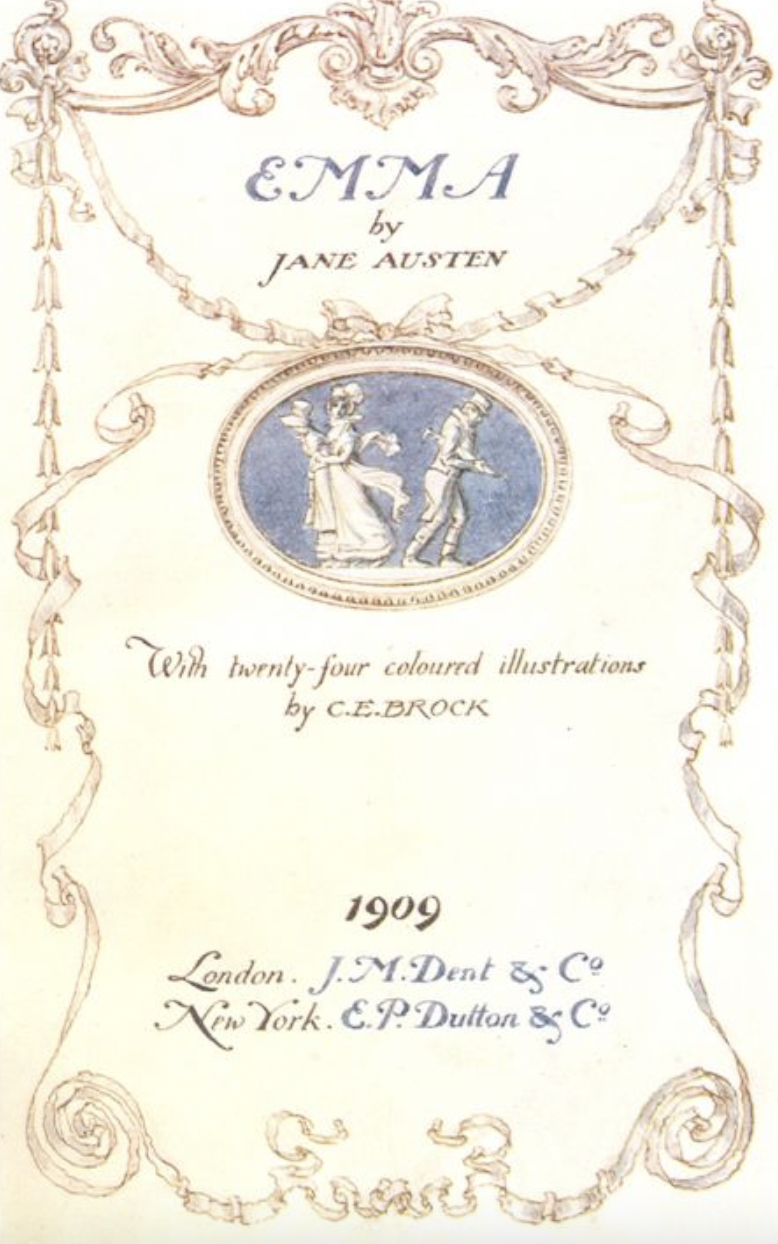 EMMA
by
JANE AUSTEN
With twenty-four coloured illustrations
by C.E.BROCK
1909
London. J.M.Dent & Cº
New York. E.P. Dutton & Cº